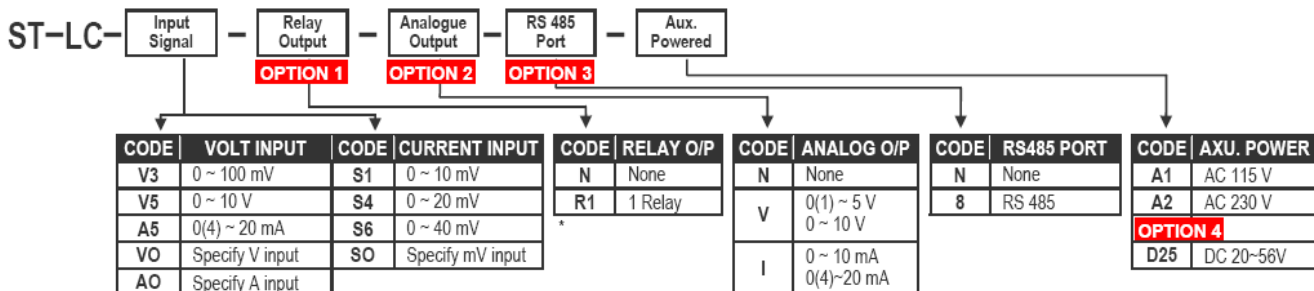 ST-LC- Input Signal - Relay Output - Analogue Output - RS 485 Port - Aux. Powered
OPTION 1 OPTION 2 OPTION 3
CODE VOLT INPUT
V3 0 ~ 100 mV
V5 0 ~ 10 V
A5 0(4) ~ 20 mA
VO Specify V input
AO Specify A input
CODE CURRENT INPUT
S1 0 ~ 10 mV
S4 0 ~ 20 mV
S6 0 ~ 40 mV
SO Specify mV input
CODE RELAY O/P
N None
R1 1 Relay
*
CODE ANALOG O/P
N None
V 0(1) ~ 5 V
0 ~ 10 V
I 0 ~ 10 mA
0(4)~20 mA
CODE RS485 PORT
N None
8 RS 485
CODE AXU. POWER
A1 AC 115 V
A2 AC 230 V
OPTION 4
D25 DC 20~56V